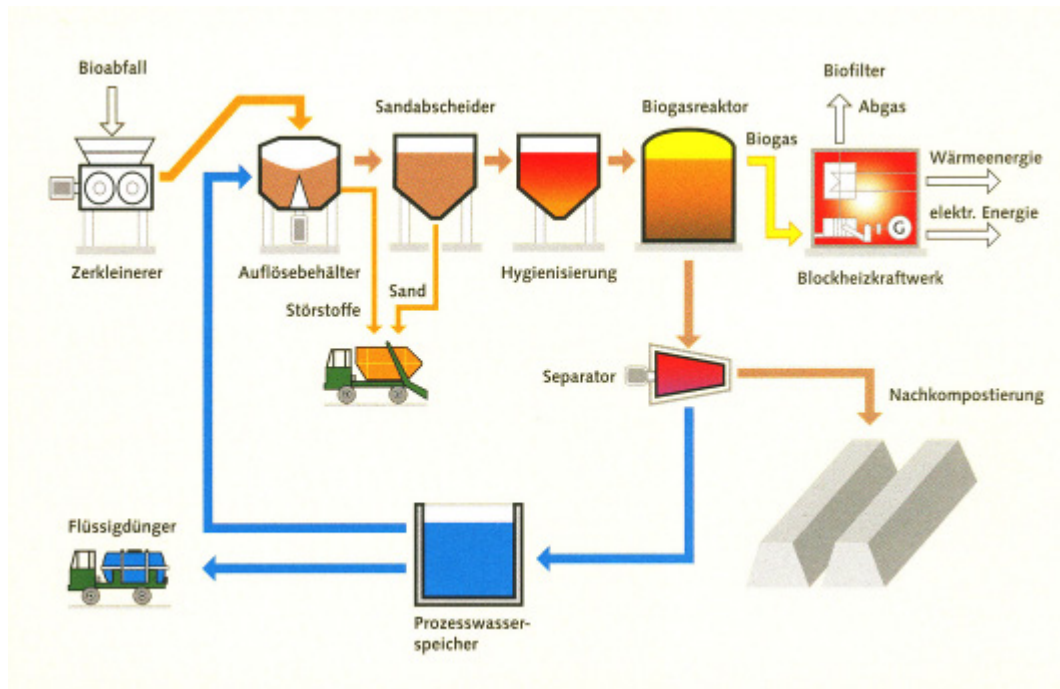 Bioabfall
Zerkleinerer
Auflösebehälter
Störstoffe
Sandabscheider
Sand
Hygienisierung
Biogasreaktor
Biogas
Biofilter
Abgas
Wärmeenergie
elektr. Energie
G
Blockheizkraftwerk
Separator
Nachkompostierung
Flüssigdünger
Prozesswasser-
speicher